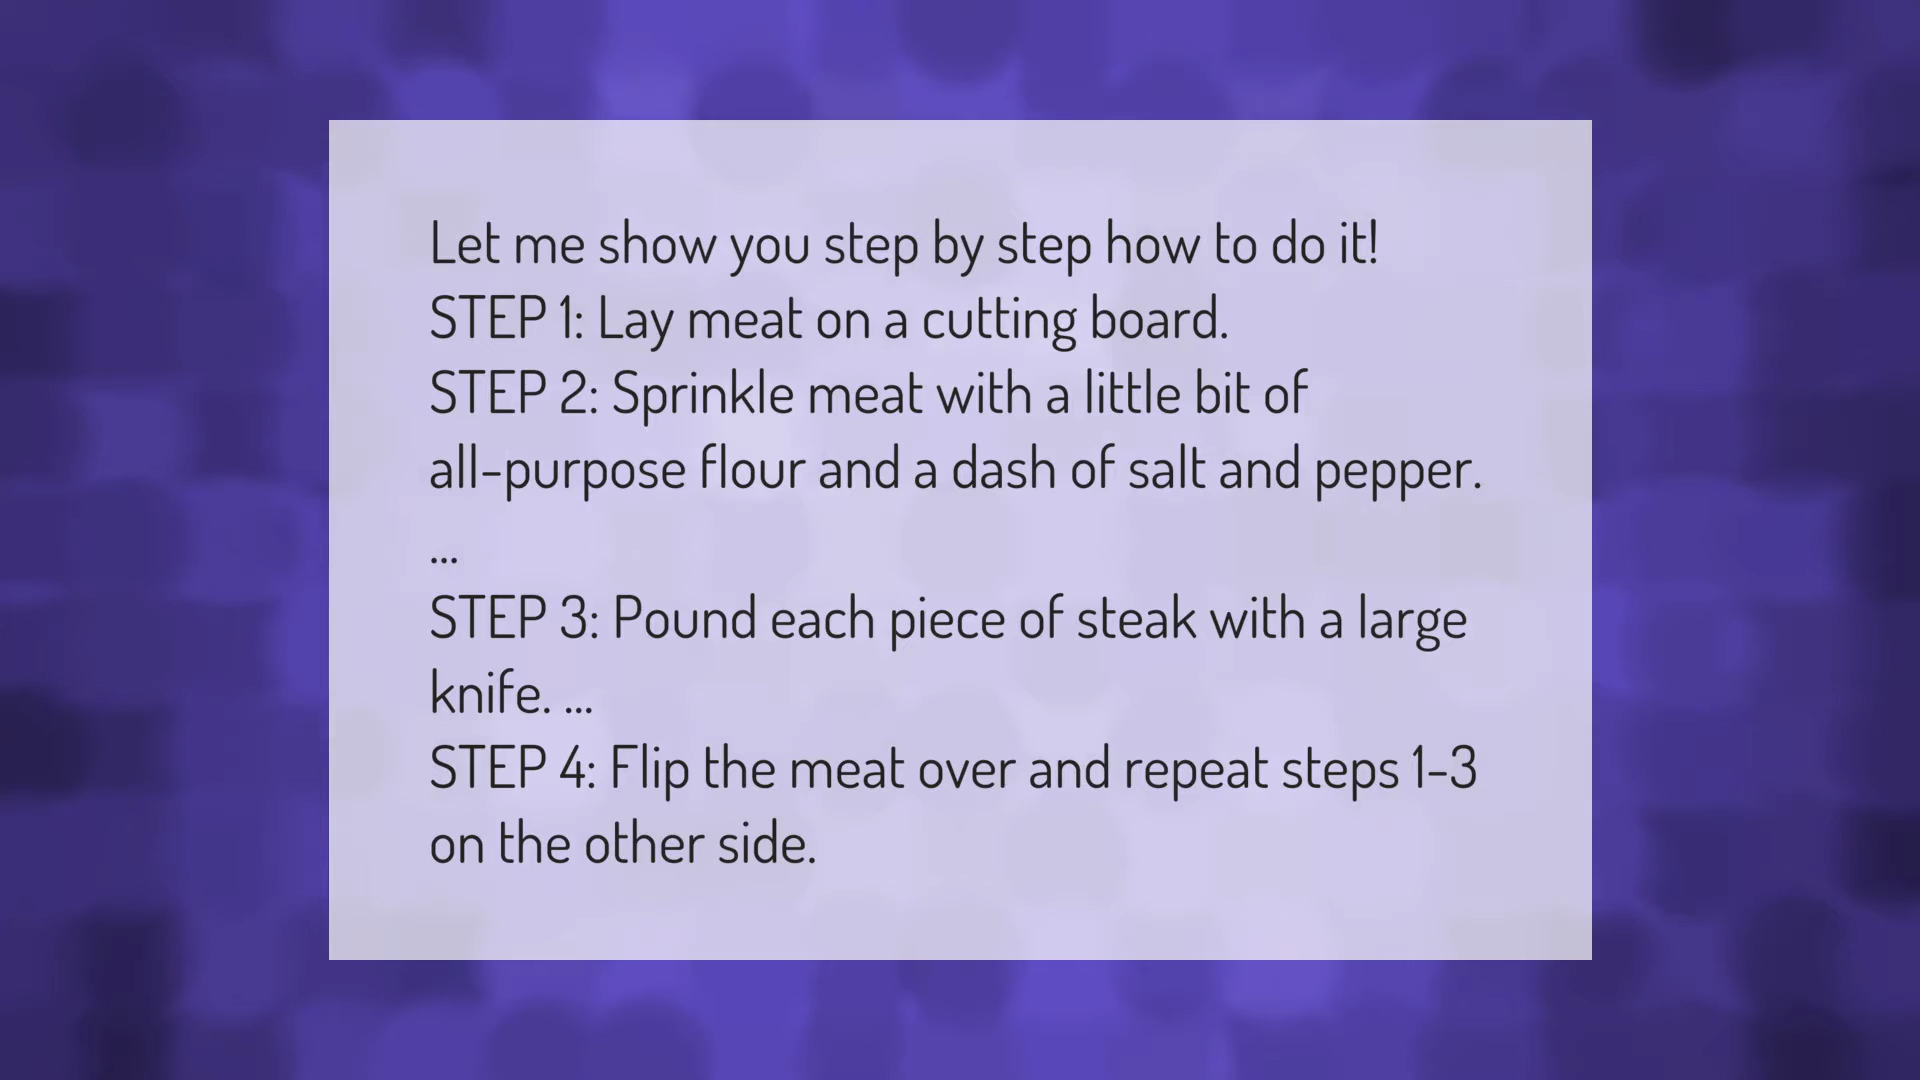 Let me show you step by step how to do it!
STEP 1: Lay meat on a cutting board.
STEP 2: Sprinkle meat with a little bit of
all-purpose flour and a dash of salt and pepper.
...
STEP 3: Pound each piece of steak with a large
knife. ...
STEP 4: Flip the meat over and repeat steps 1-3
on the other side.